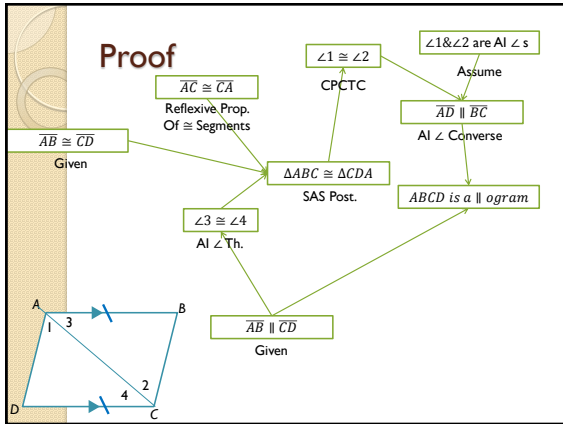 Proof
∠1 ≅ ∠2
CPCTC
∠1&∠2 are AI ∠ s
Assume
AC ≅ CA
Reflexive Prop.
Of ≅ Segments
AD ∥ BC
AI ∠ Converse
AB ≅ CD
Given
ΔABC ≅ ΔCDA
SAS Post.
ABCD is a ∥ ogram
∠3 ≅ ∠4
AI ∠Th.
AB ∥ CD
Given
A
B
1
3
2
4
D
C